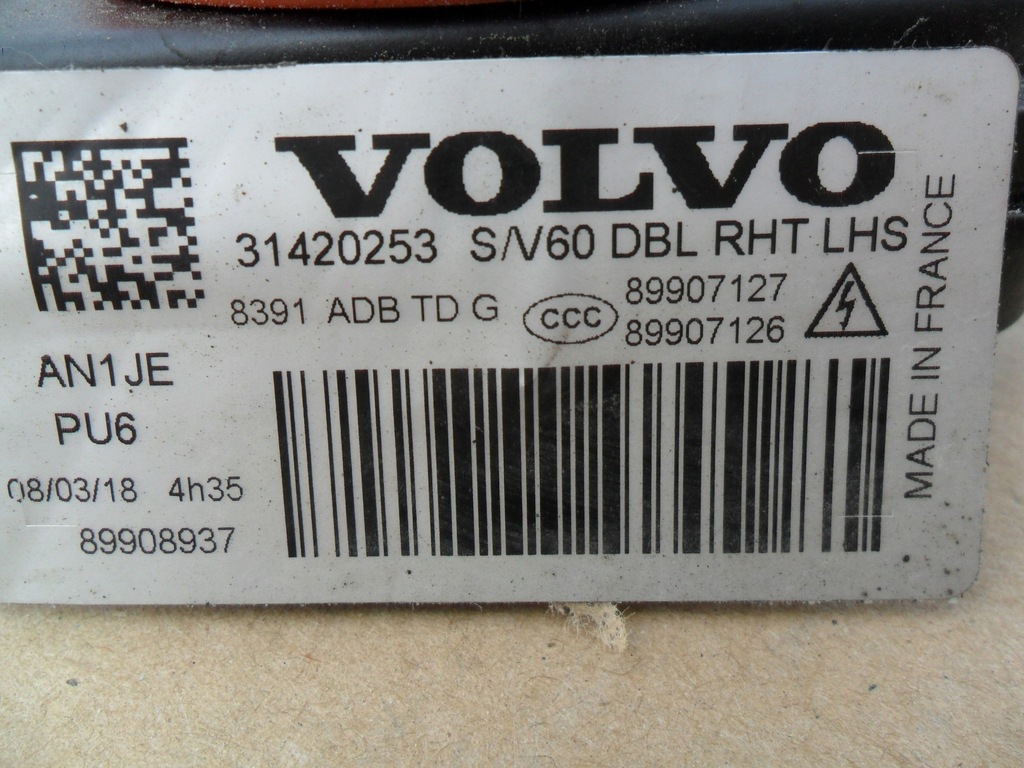 VOLVO
31420253 S/V60 DBL RHT LHS
8391 ADB TD G CCC 89907127
89907126
AN1JE
PU6
08/03/18 4h35
89908937
MADE IN FRANCE